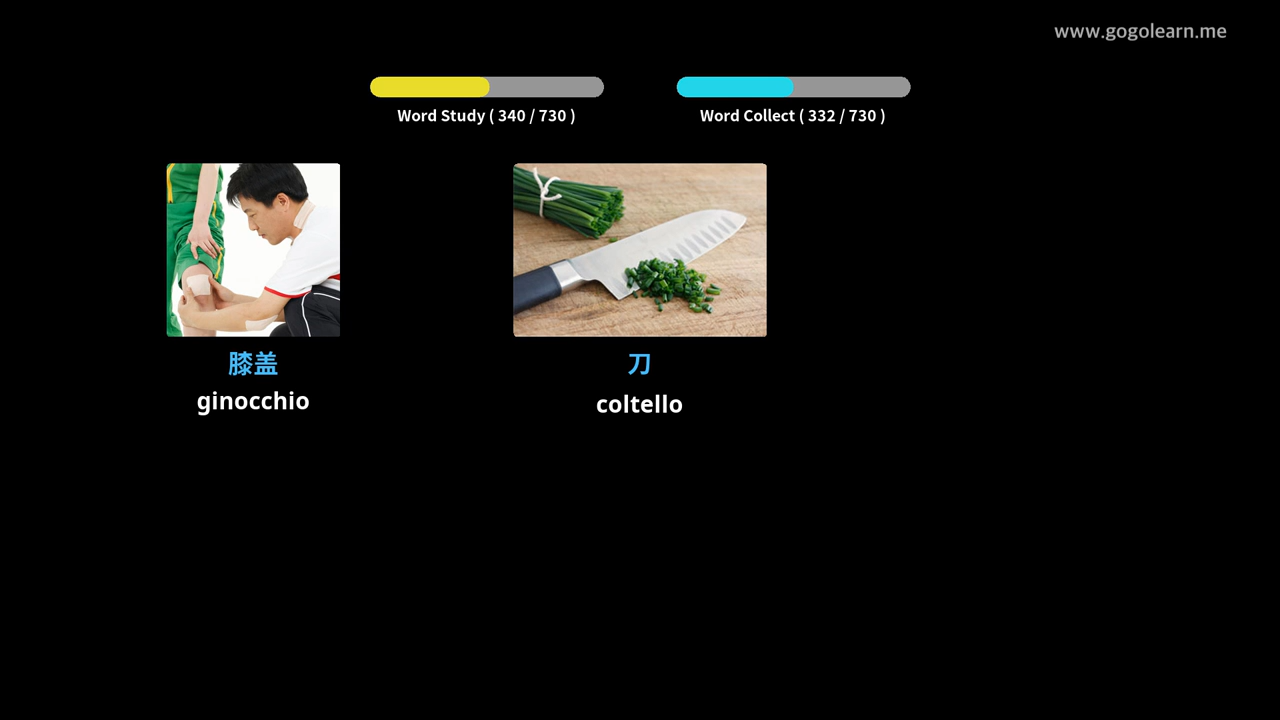 www.gogolearn.me
Word Study ( 340 / 730 )
Word Collect ( 332 / 730 )
膝盖
ginocchio
刀
coltello